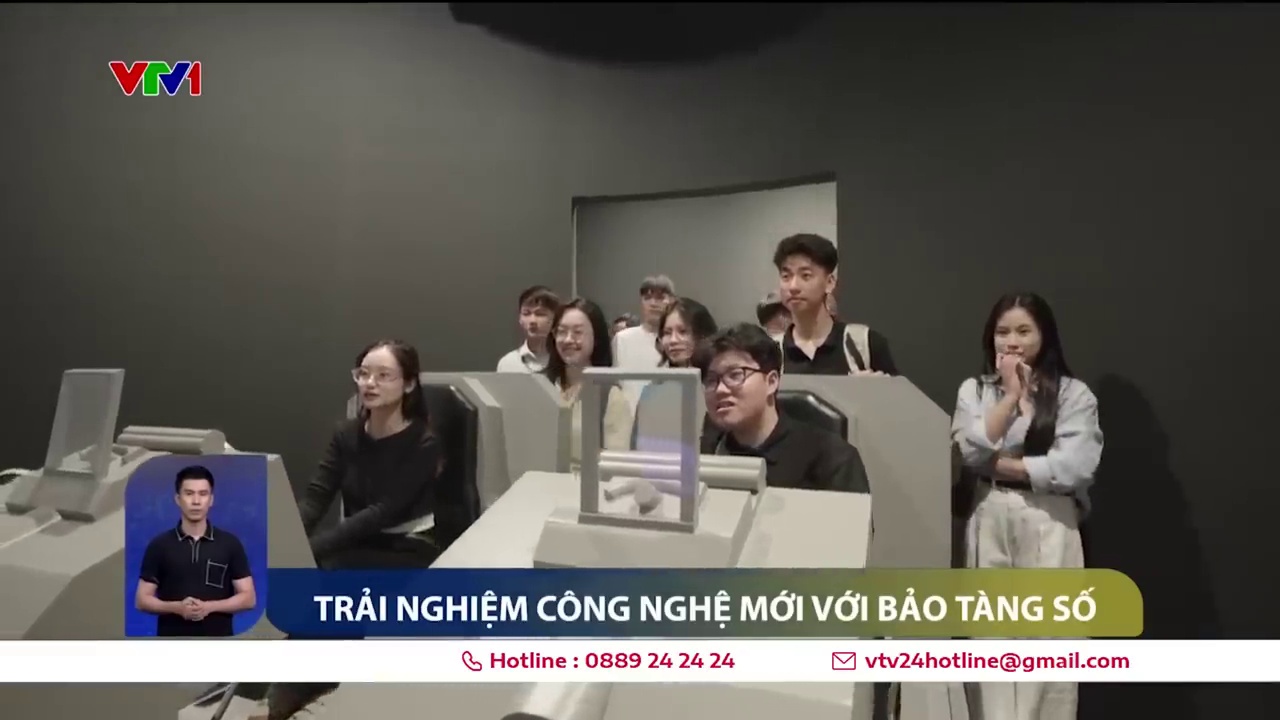 VTV1
TRẢI NGHIỆM CÔNG NGHỆ MỚI VỚI BẢO TÀNG SỐ
Hotline : 0889 24 24 24
vtv24hotline@gmail.com